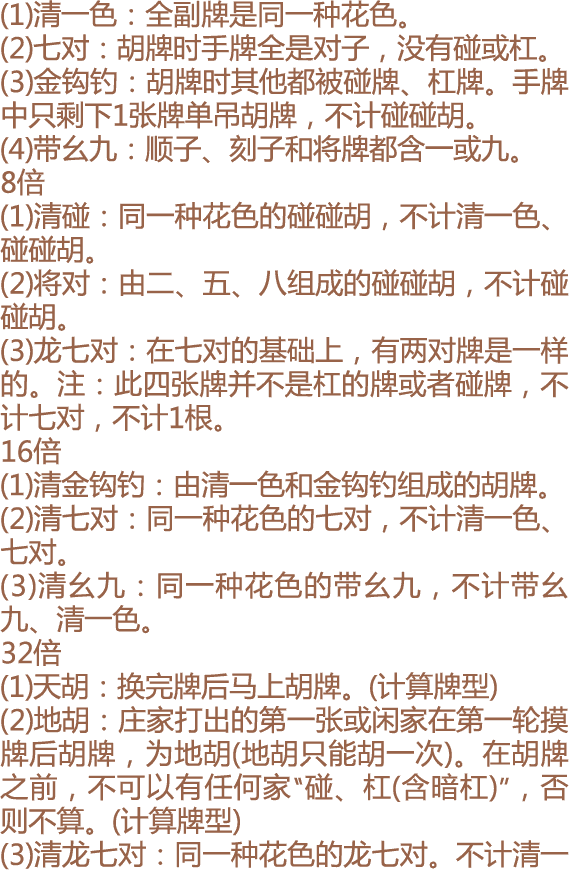 (1)清一色：全副牌是同一种花色。
(2)七对：胡牌时手牌全是对子，没有碰或杠。
(3)金钩钓：胡牌时其他都被碰牌、杠牌。手牌
中只剩下1张牌单吊胡牌，不计碰碰胡。
(4)带幺九：顺子、刻子和将牌都含一或九。
8倍
(1)清碰：同一种花色的碰碰胡，不计清一色、
碰碰胡。
(2)将对：由二、五、八组成的碰碰胡，不计碰
碰胡。
(3)龙七对：在七对的基础上，有两对牌是一样
的。注：此四张牌并不是杠的牌或者碰牌，不
计七对，不计1根。
16倍
(1)清金钩钓：由清一色和金钩钓组成的胡牌。
(2)清七对：同一种花色的七对，不计清一色、
七对。
(3)清幺九：同一种花色的带幺九，不计带幺
九、清一色。
32倍
(1)天胡：换完牌后马上胡牌。(计算牌型)
(2)地胡：庄家打出的第一张或闲家在第一轮摸
牌后胡牌，为地胡(地胡只能胡一次)。在胡牌
之前，不可以有任何家“碰、杠(含暗杠)”，否
则不算。(计算牌型)
(3)清龙七对：同一种花色的龙七对。不计清一